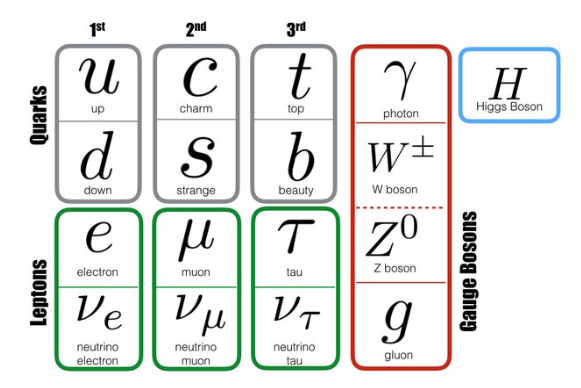 1st 2nd 3rd
Quarks
u c t γ H
up charm top photon Higgs Boson
d s b W±
down strange beauty W boson
Leptons
e μ τ Z0
electron muon tau Z boson
Gauge Bosons
νe νμ ντ g
neutrino neutrino neutrino gluon
electron muon tau